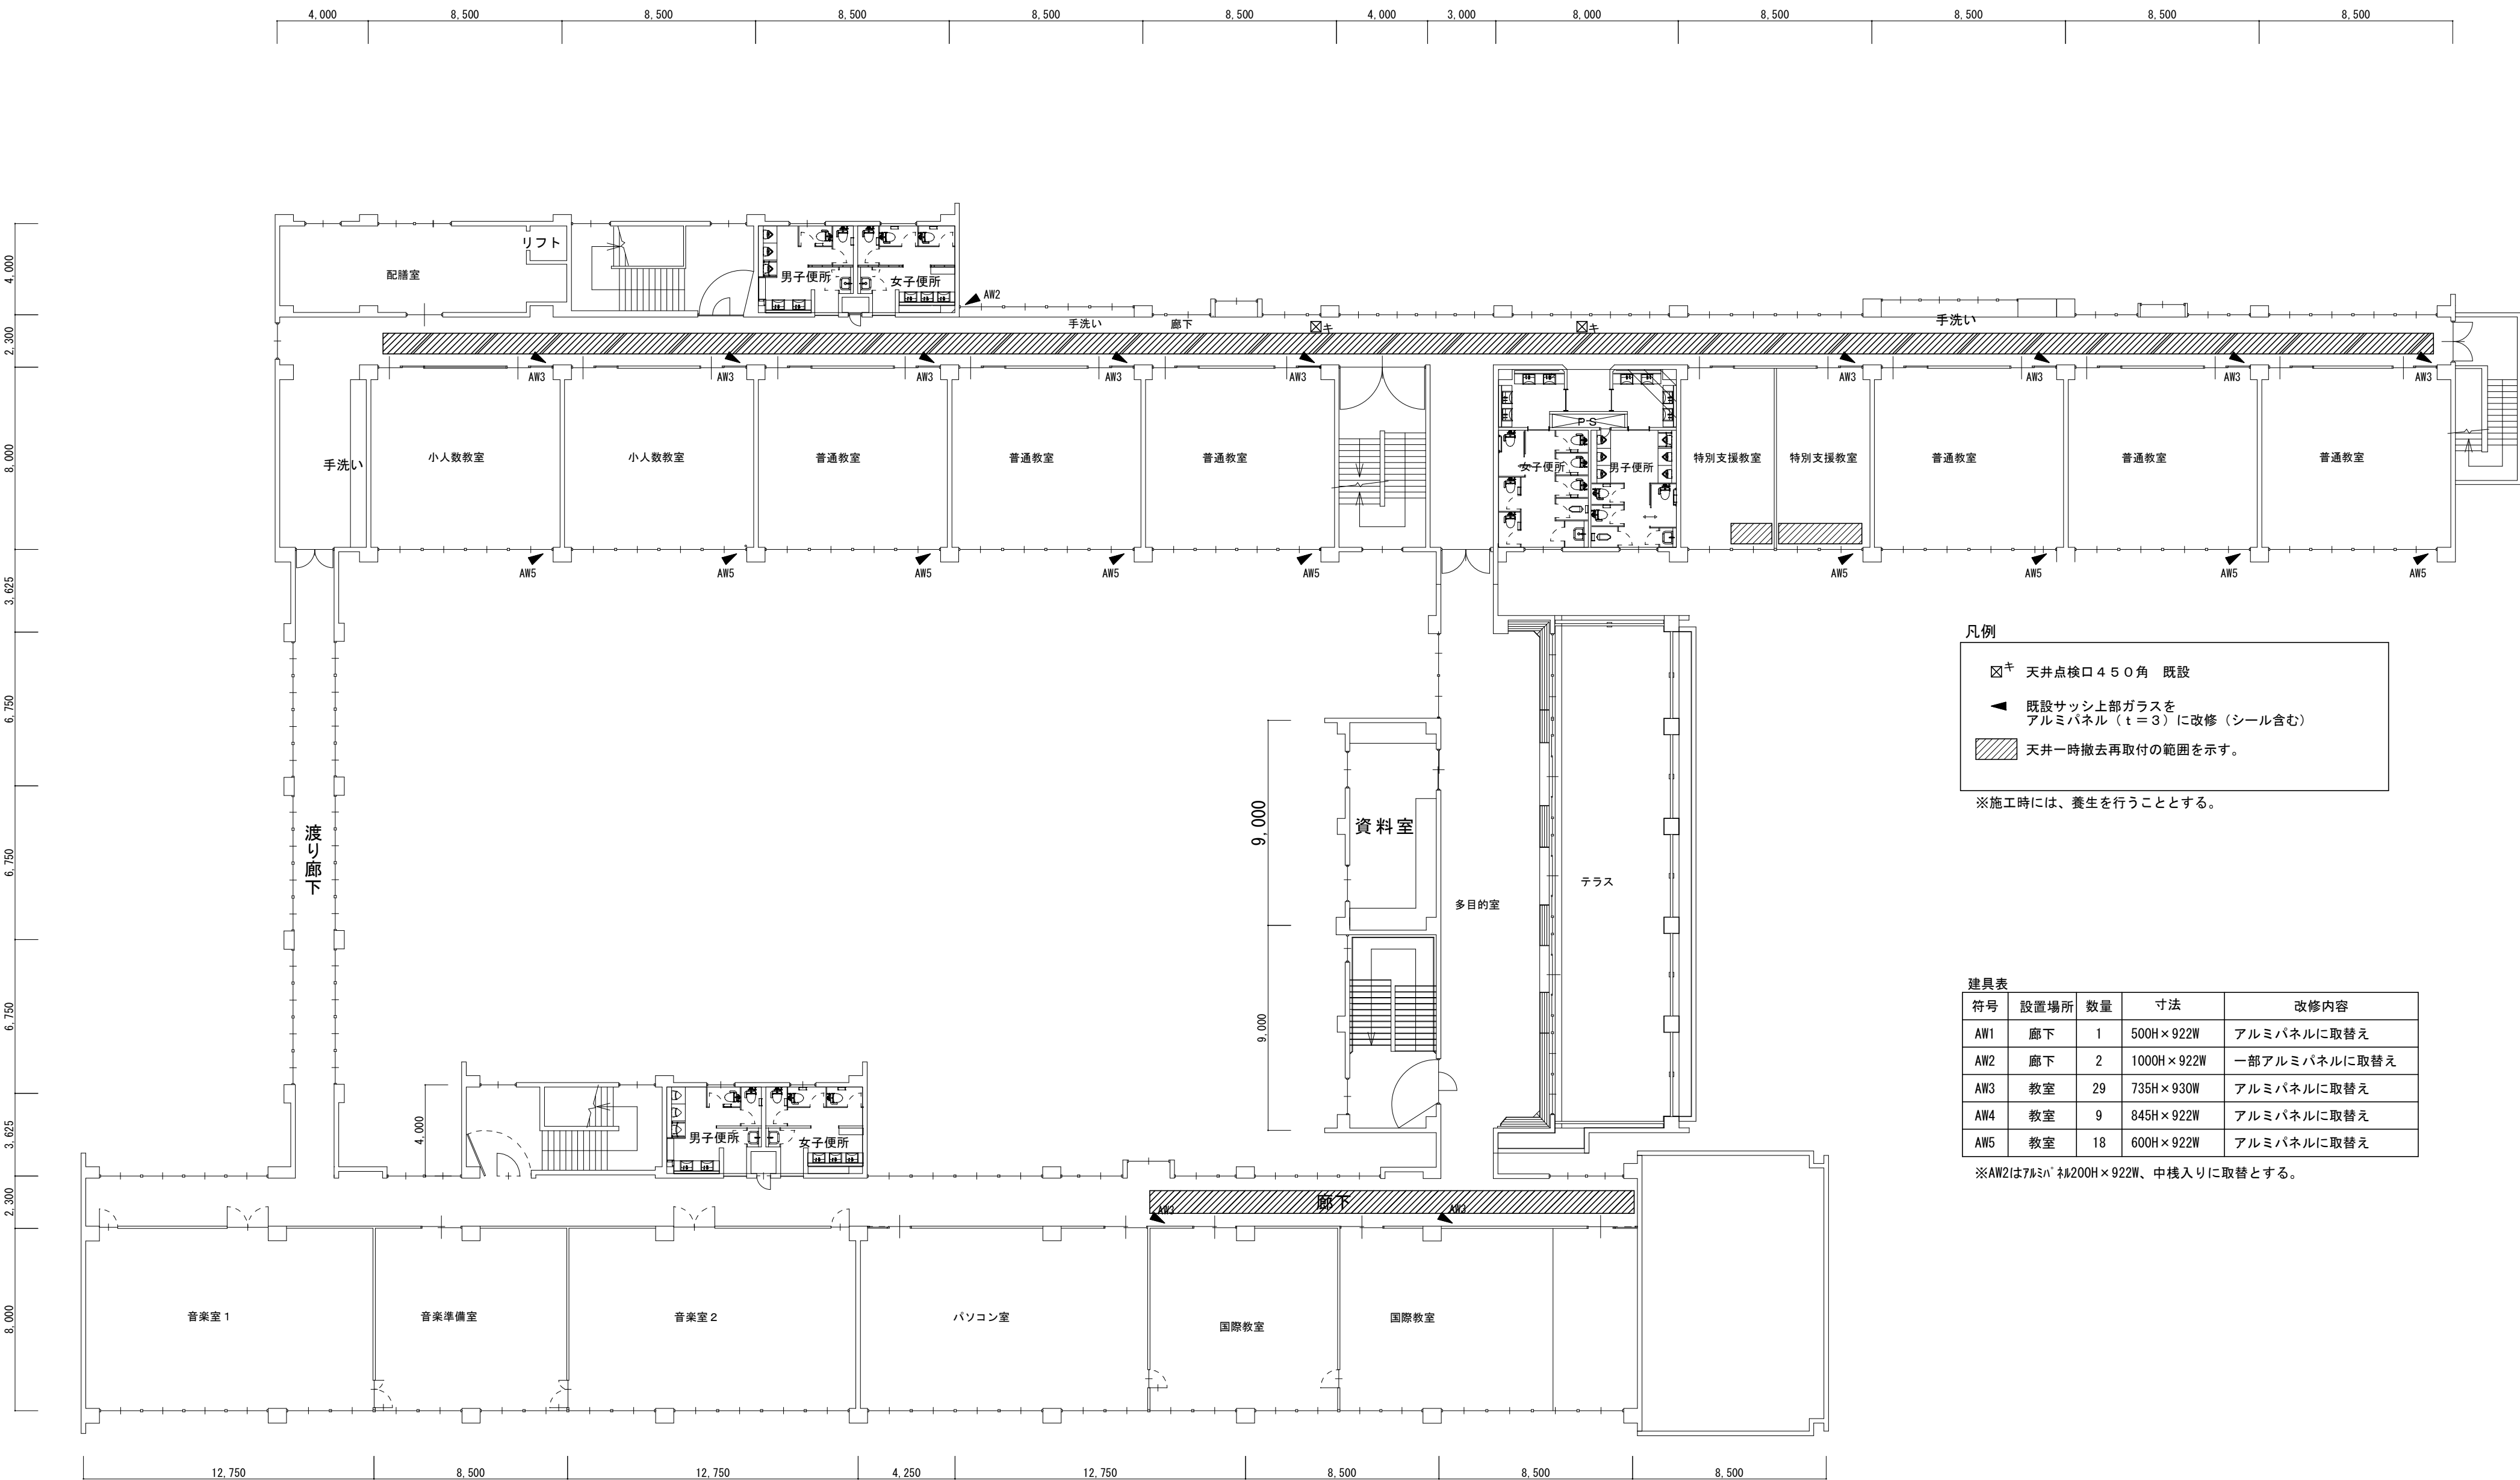 4,000 8,500 8,500 8,500 8,500 8,500 4,000 3,000 8,000 8,500 8,500 8,500 8,500
4,000
2,300
8,000
3,625
6,750
6,750
6,750
3,625
2,300
8,000
リフト
配膳室
男子便所
女子便所
AW2
手洗い
廊下
キ
キ
手洗い
AW3 AW3 AW3 AW3 AW3 AW3 AW3 AW3 AW3
手洗い
小人数教室
小人数教室
普通教室
普通教室
普通教室
PS
女子便所
男子便所
特別支援教室
特別支援教室
普通教室
普通教室
普通教室
AW5 AW5 AW5 AW5 AW5 AW5 AW5 AW5 AW5
渡り廊下
9,000
資料室
多目的室
テラス
9,000
凡例
キ 天井点検口450角 既設
既設サッシ上部ガラスを
アルミパネル(t=3)に改修(シール含む)
天井一時撤去再取付の範囲を示す。
※施工時には、養生を行うこととする。
建具表
符号 設置場所 数量 寸法 改修内容
AW1 廊下 1 500H×922W アルミパネルに取替え
AW2 廊下 2 1000H×922W 一部アルミパネルに取替え
AW3 教室 29 735H×930W アルミパネルに取替え
AW4 教室 9 845H×922W アルミパネルに取替え
AW5 教室 18 600H×922W アルミパネルに取替え
※AW2はｱﾙﾐﾊﾟﾈﾙ200H×922W、中桟入りに取替とする。
4,000
男子便所
女子便所
廊下
AW3
AW3
音楽室1
音楽準備室
音楽室2
パソコン室
国際教室
国際教室
12,750 8,500 12,750 4,250 12,750 8,500 8,500 8,500